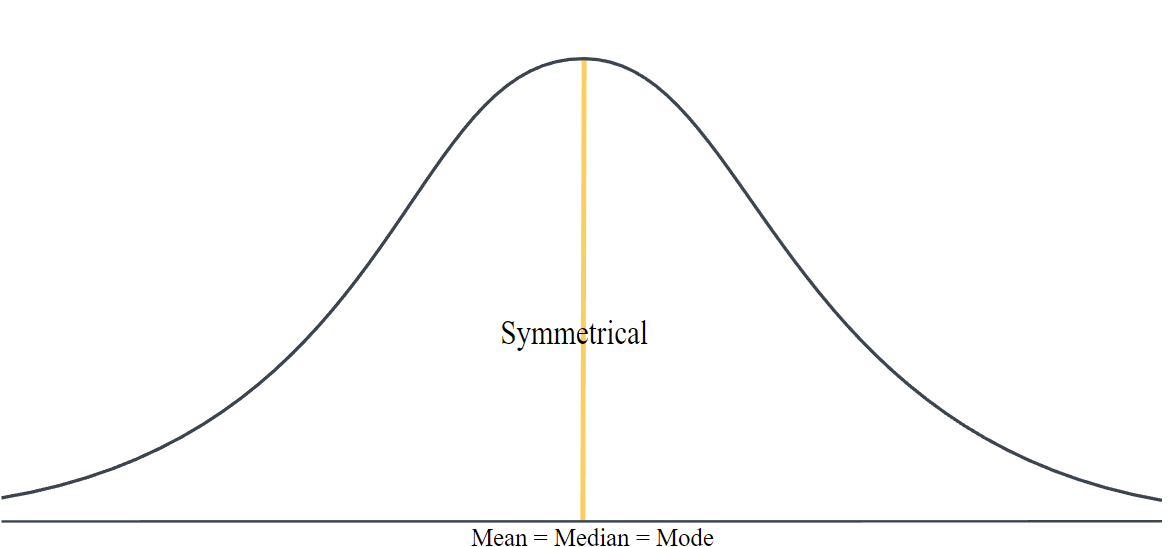 Symmetrical
Mean = Median = Mode